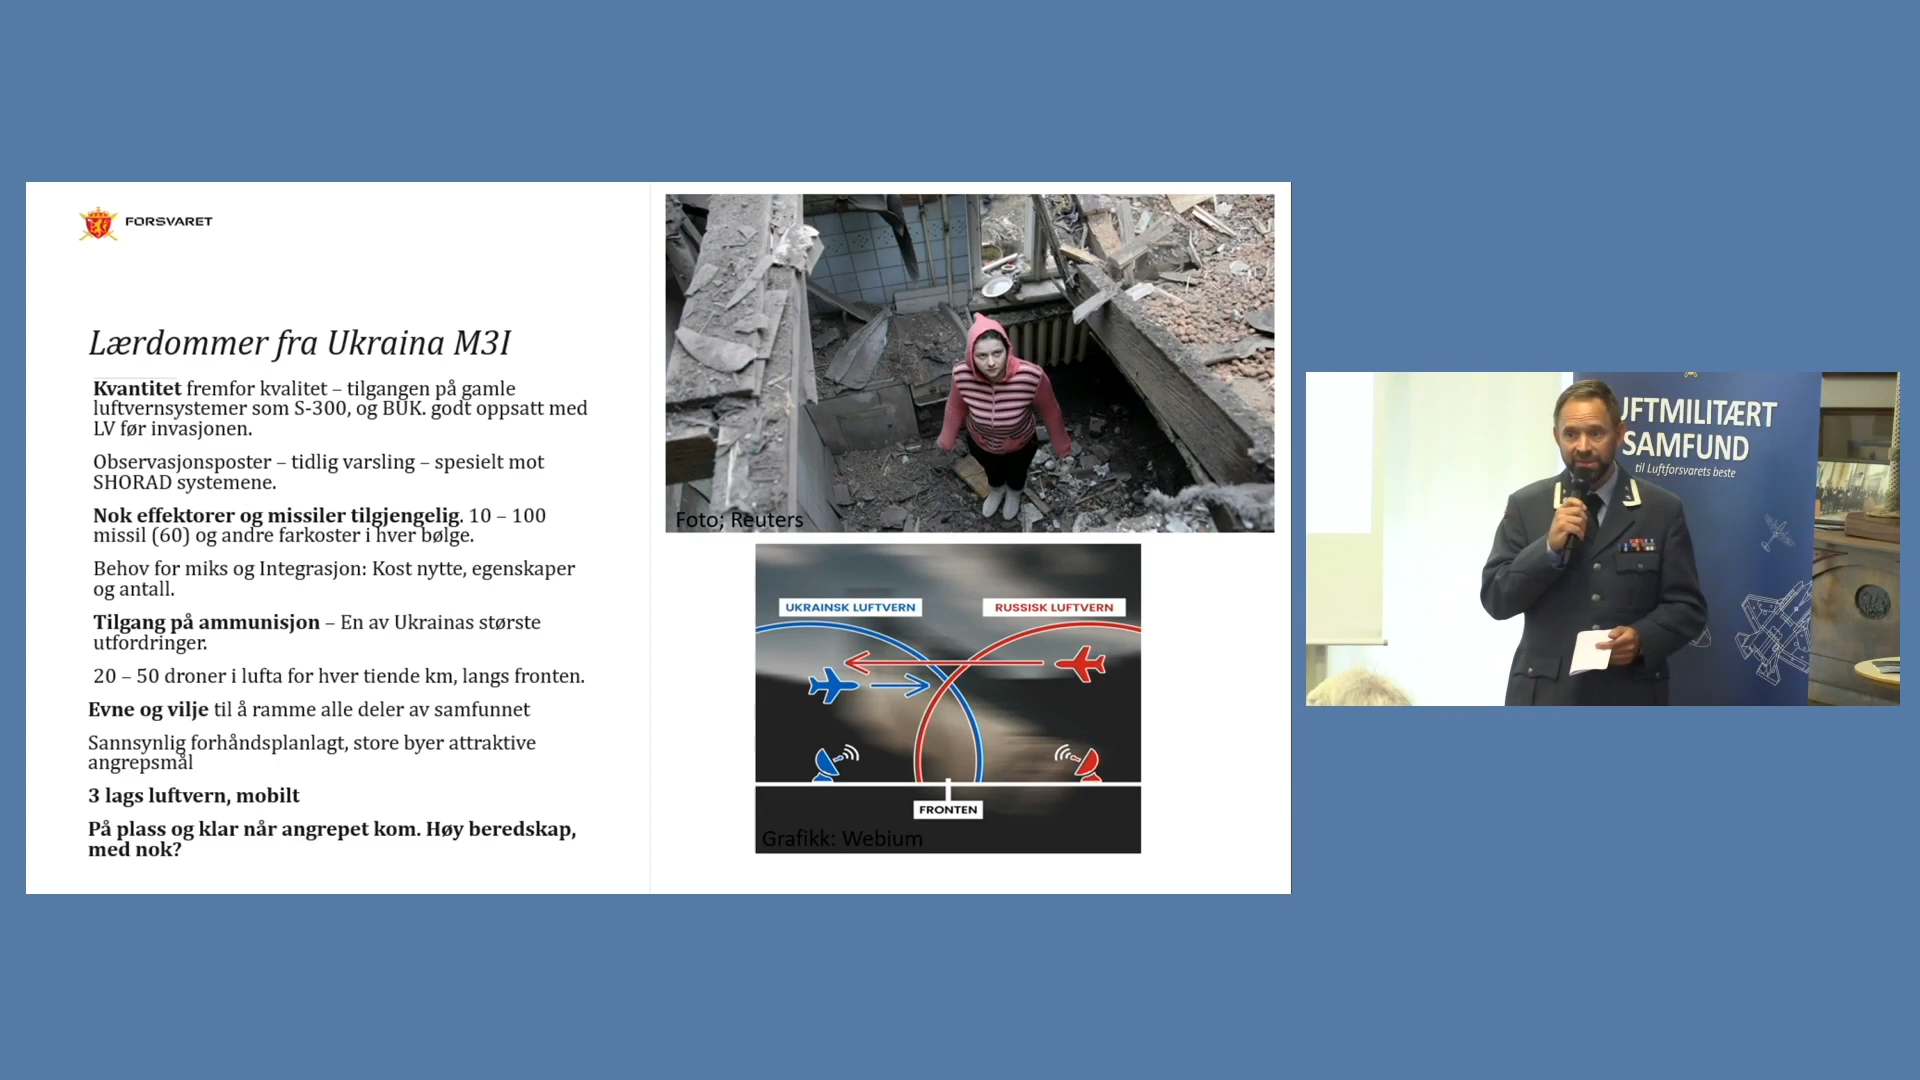 FORSVARET
Lærdommer fra Ukraina M3I
Kvantitet fremfor kvalitet – tilgangen på gamle
luftvernsystemer som S-300, og BUK. godt oppsatt med
LV før invasjonen.
Observasjonsposter – tidlig varsling – spesielt mot
SHORAD systemene.
Nok effektorer og missiler tilgjengelig. 10 – 100
missil (60) og andre farkoster i hver bølge.
Behov for miks og Integrasjon: Kost nytte, egenskaper
og antall.
Tilgang på ammunisjon – En av Ukrainas største
utfordringer.
20 – 50 droner i lufta for hver tiende km, langs fronten.
Evne og vilje til å ramme alle deler av samfunnet
Sannsynlig forhåndsplanlagt, store byer attraktive
angrepsmål
3 lags luftvern, mobilt
På plass og klar når angrepet kom. Høy beredskap,
med nok?
Foto; Reuters
UKRAINSK LUFTVERN
RUSSISK LUFTVERN
FRONTEN
Grafikk: Webium
UFTMILITÆRT
SAMFUND
til Luftforsvarets beste